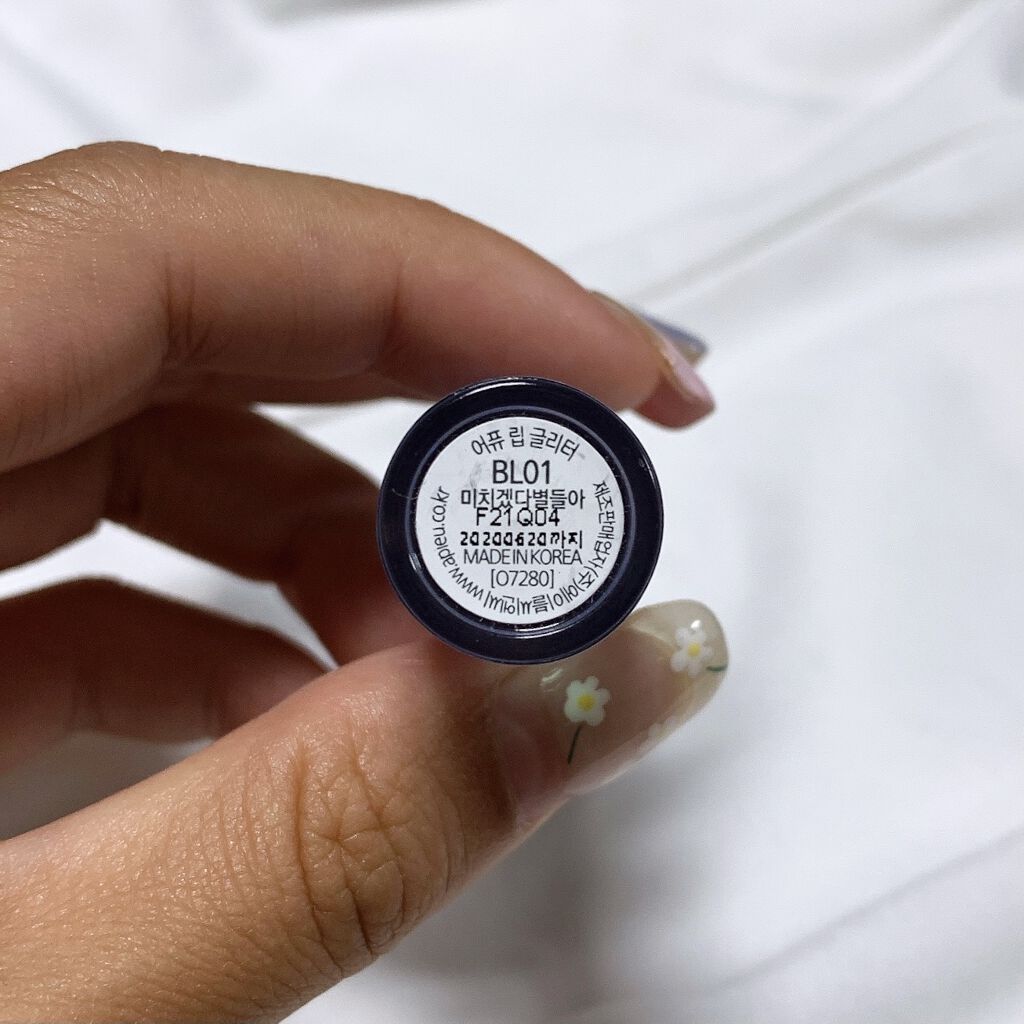 어퓨 립 글리터
BL01
미치겠다별들아
F21Q04
20200620까지
MADE IN KOREA
[O7280]
제조판매업자(주)에이블씨엔씨
www.apieu.co.kr